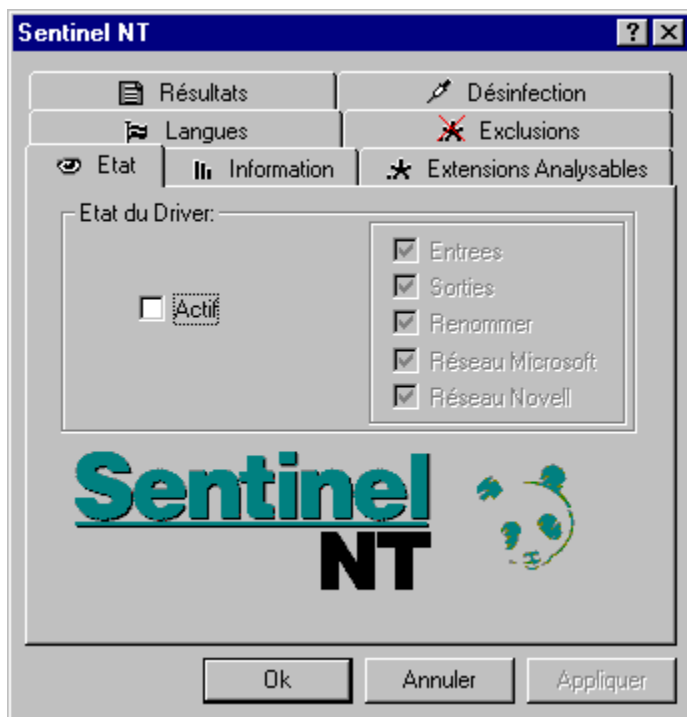 Sentinel NT
Résultats
Désinfection
Langues
Exclusions
Etat
Information
Extensions Analysables
Etat du Driver:
Actif
Entrees
Sorties
Renommer
Réseau Microsoft
Réseau Novell
Sentinel
NT
Ok
Annuler
Appliquer